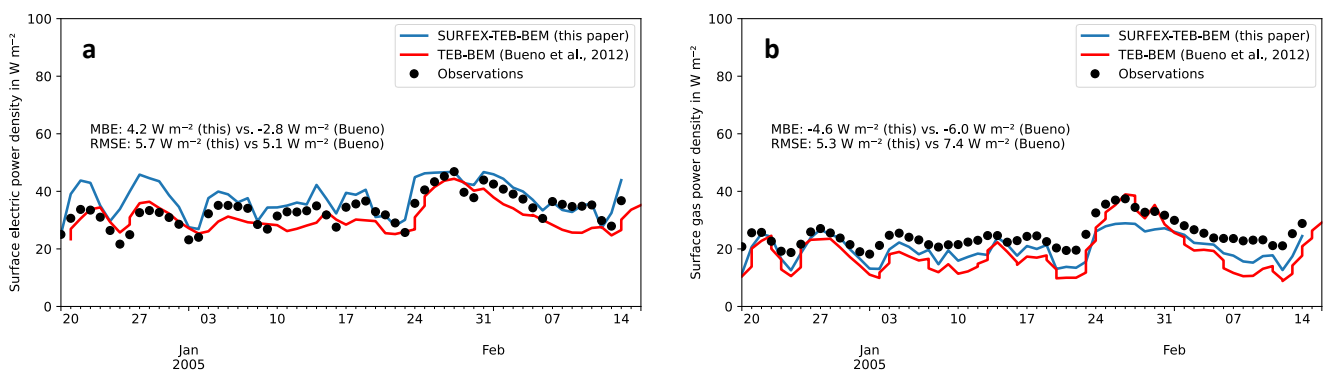 a
Surface electric power density in W m⁻²
100
80
60
40
20
0
SURFEX-TEB-BEM (this paper)
TEB-BEM (Bueno et al., 2012)
Observations
MBE: 4.2 W m⁻² (this) vs. -2.8 W m⁻² (Bueno)
RMSE: 5.7 W m⁻² (this) vs 5.1 W m⁻² (Bueno)
20 27 03 10 17 24 31 07 14
Jan Feb
2005
b
Surface gas power density in W m⁻²
100
80
60
40
20
0
SURFEX-TEB-BEM (this paper)
TEB-BEM (Bueno et al., 2012)
Observations
MBE: -4.6 W m⁻² (this) vs. -6.0 W m⁻² (Bueno)
RMSE: 5.3 W m⁻² (this) vs 7.4 W m⁻² (Bueno)
20 27 03 10 17 24 31 07 14
Jan Feb
2005